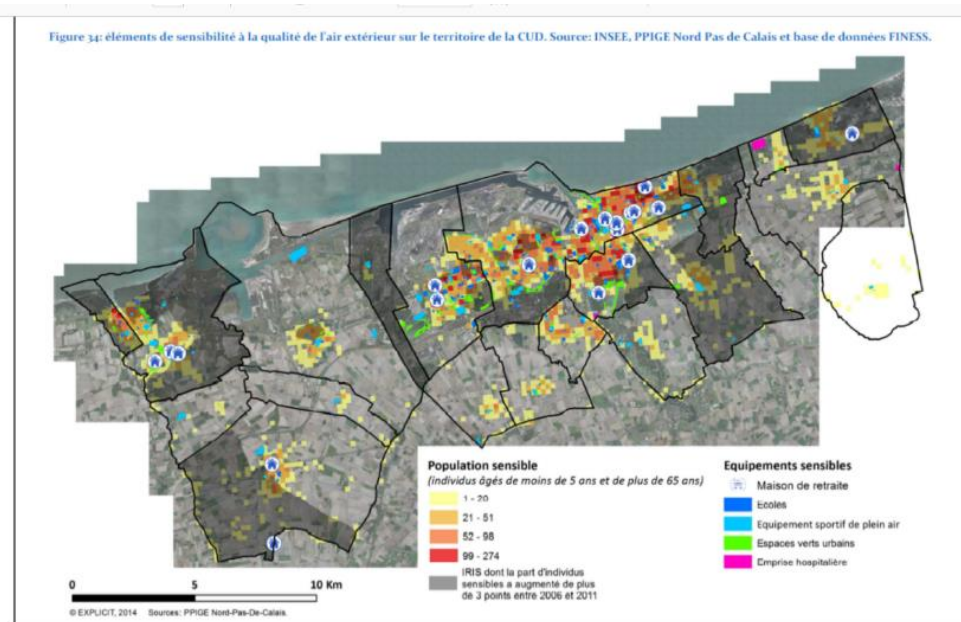 Figure 34: éléments de sensibilité à la qualité de l'air extérieur sur le territoire de la CUD. Source: INSEE, PPIGE Nord Pas de Calais et base de données FINESS.
Population sensible
(individus âgés de moins de 5 ans et de plus de 65 ans)
1 - 20
21 - 51
52 - 98
99 - 274
IRIS dont la part d'individus
sensibles a augmenté de plus
de 3 points entre 2006 et 2011
Equipements sensibles
Maison de retraite
Ecoles
Equipement sportif de plein air
Espaces verts urbains
Emprise hospitalière
0 5 10 Km
© EXPLICIT, 2014 Sources: PPIGE Nord-Pas-De-Calais.